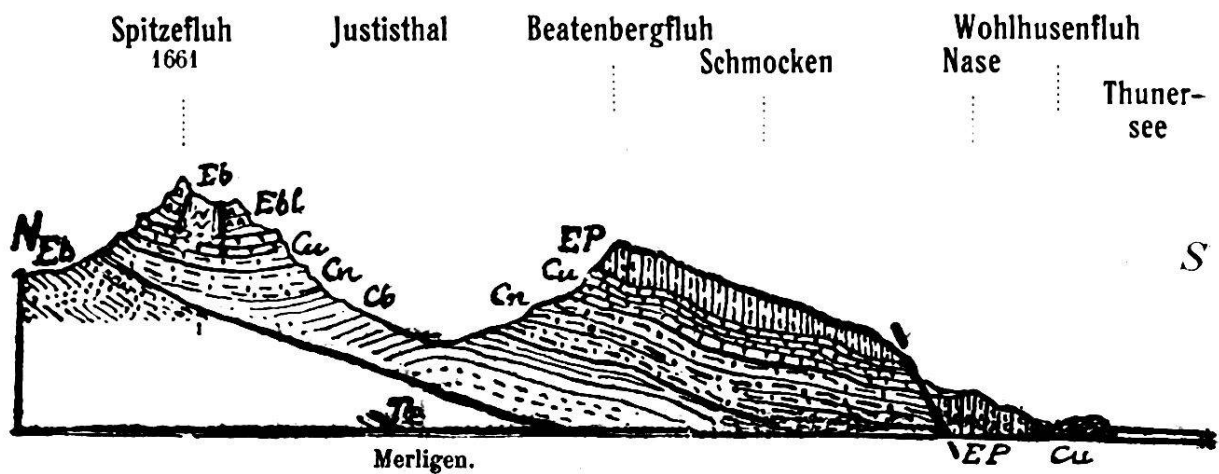 Spitzefluh
1661
Justisthal
Beatenbergfluh
Schmocken
Wohlhusenfluh
Nase
Thuner-
see
N
S
Eb
Eb
Ebl
Cu
Cn
Cb
EP
Cu
Cn
EP
Cu
Merligen.